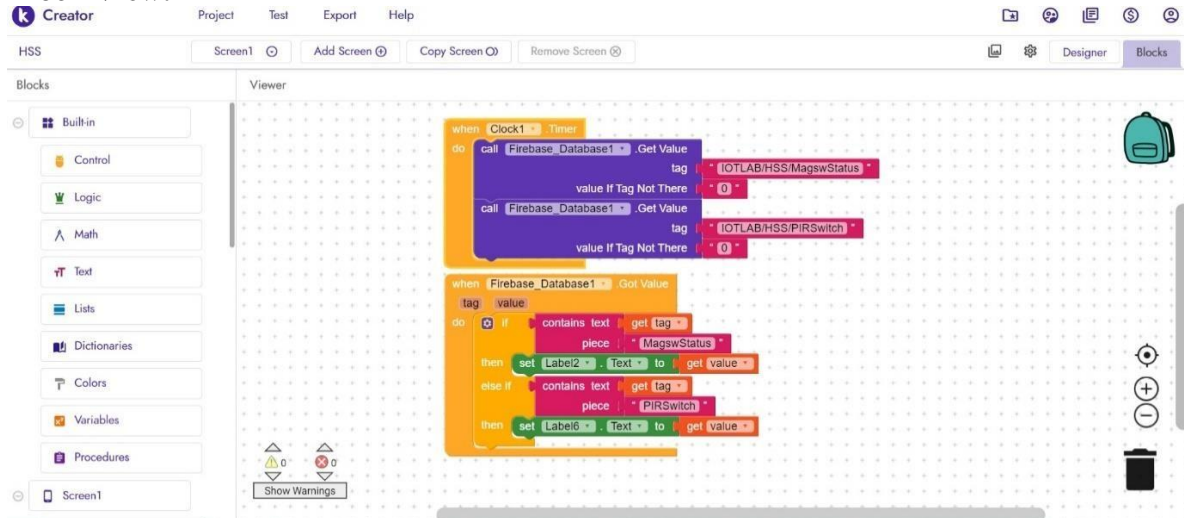 Creator Project Test Export Help
HSS Screen1 Add Screen Copy Screen Remove Screen Designer Blocks
Blocks Viewer
Built-in
Control
Logic
Math
Text
Lists
Dictionaries
Colors
Variables
Procedures
Screen1
when Clock1 .Timer
do call Firebase_Database1 .Get Value
tag " IOTLAB/HSS/MagswStatus "
value If Tag Not There " 0 "
call Firebase_Database1 .Get Value
tag " IOTLAB/HSS/PIRSwitch "
value If Tag Not There " 0 "
when Firebase_Database1 .Got Value
tag value
do if contains text get tag
piece " MagswStatus "
then set Label2 . Text to get value
else if contains text get tag
piece " PIRSwitch "
then set Label6 . Text to get value
0 0
Show Warnings